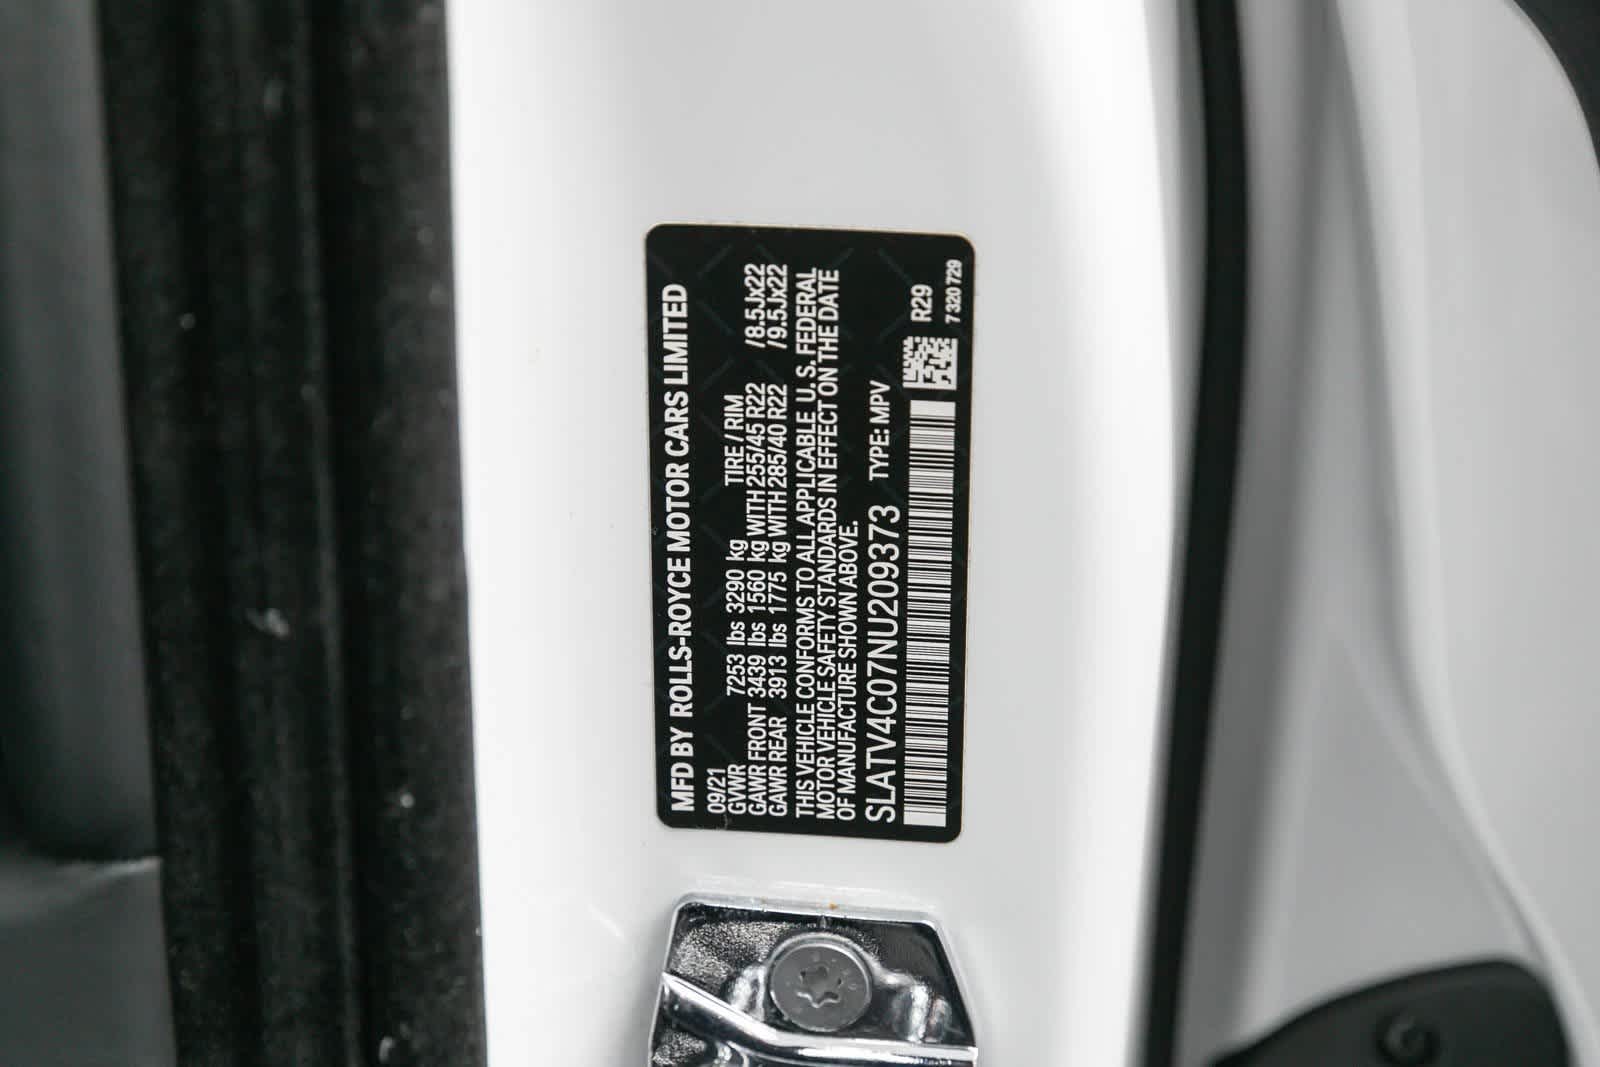 MFD BY ROLLS-ROYCE MOTOR CARS LIMITED
09/21 TIRE / RIM
GVWR 7253 lbs 3290 kg
GAWR FRONT 3439 lbs 1560 kg WITH 255/45 R22 / 8.5Jx22
GAWR REAR 3913 lbs 1775 kg WITH 285/40 R22 / 9.5Jx22
THIS VEHICLE CONFORMS TO ALL APPLICABLE U.S. FEDERAL
MOTOR VEHICLE SAFETY STANDARDS IN EFFECT ON THE DATE
OF MANUFACTURE SHOWN ABOVE.
SLATV4C07NU209373 TYPE: MPV
R29
7 320 729